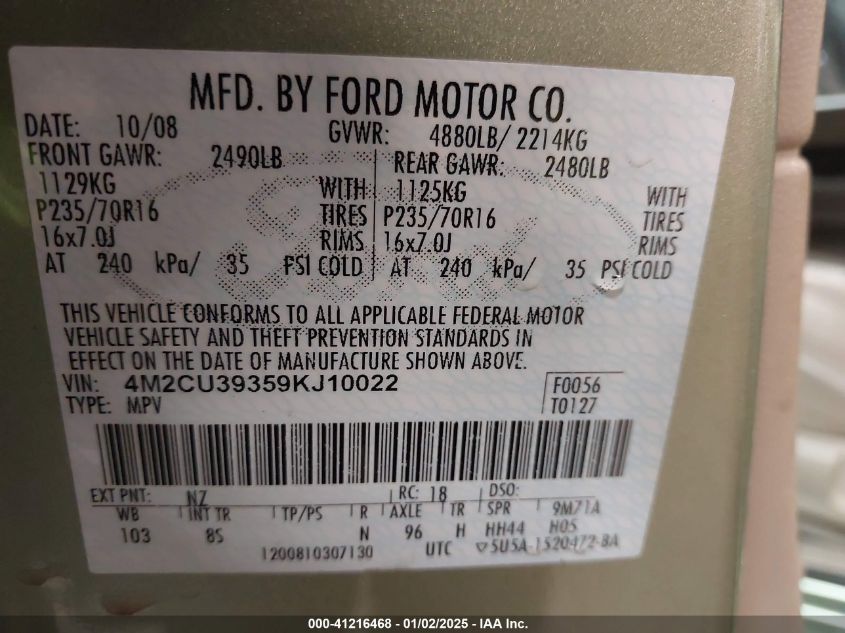 MFD. BY FORD MOTOR CO.
DATE: 10/08 GVWR: 4880LB/ 2214KG
FRONT GAWR: 2490LB REAR GAWR: 2480LB
1129KG WITH 1125KG WITH
P235/70R16 TIRES P235/70R16 TIRES
16x7.0J RIMS 16x7.0J RIMS
AT 240 kPa/ 35 PSI COLD AT 240 kPa/ 35 PSI COLD
THIS VEHICLE CONFORMS TO ALL APPLICABLE FEDERAL MOTOR
VEHICLE SAFETY AND THEFT PREVENTION STANDARDS IN
EFFECT ON THE DATE OF MANUFACTURE SHOWN ABOVE.
VIN: 4M2CU39359KJ10022 F0056
TYPE: MPV T0127
EXT PNT: NZ RC: 18 DSO:
WB INT TR TP/PS R AXLE TR SPR 9M71A
103 8S N 96 H HH44 H05
1200810307130 UTC ▽5U5A-1520472-BA
000-41216468 - 01/02/2025 - IAA Inc.